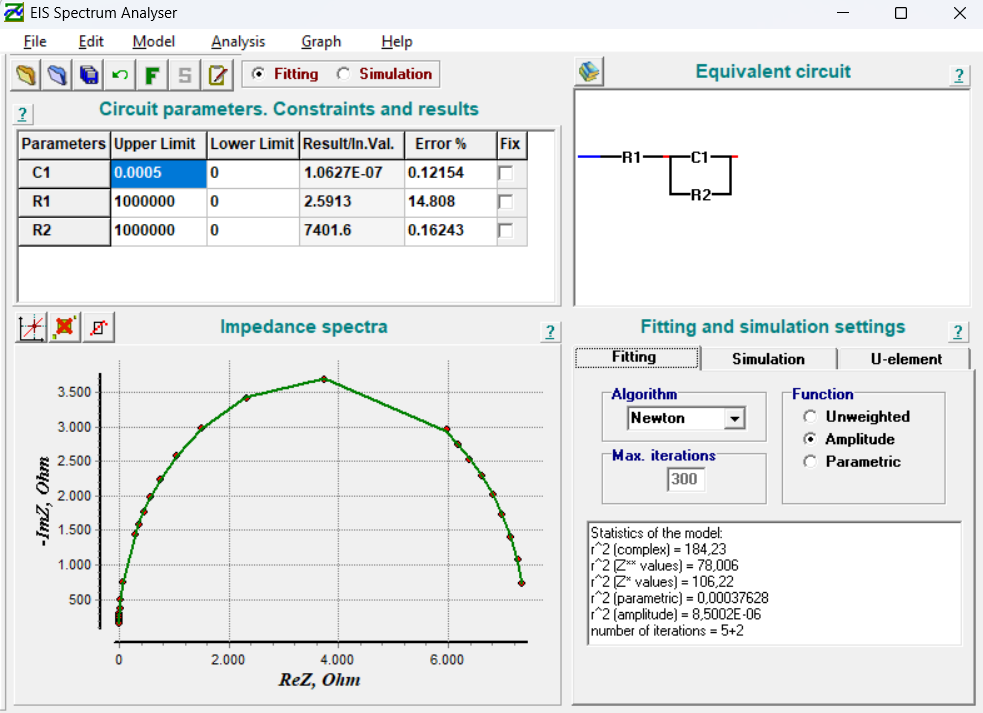 EIS Spectrum Analyser
File Edit Model Analysis Graph Help
F S Fitting Simulation
? Circuit parameters. Constraints and results
Parameters Upper Limit Lower Limit Result/In.Val. Error % Fix
C1 0.0005 0 1.0627E-07 0.12154
R1 1000000 0 2.5913 14.808
R2 1000000 0 7401.6 0.16243
Equivalent circuit ?
R1 C1
R2
Impedance spectra ?
-ImZ, Ohm
3.500
3.000
2.500
2.000
1.500
1.000
500
0 2.000 4.000 6.000
ReZ, Ohm
Fitting and simulation settings ?
Fitting Simulation U-element
Algorithm
Newton
Max. iterations
300
Function
Unweighted
Amplitude
Parametric
Statistics of the model:
r^2 (complex) = 184,23
r^2 (Z'' values) = 78,006
r^2 (Z' values) = 106,22
r^2 (parametric) = 0,00037628
r^2 (amplitude) = 8,5002E-06
number of iterations = 5+2